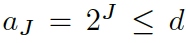 a_J = 2^J ≤ d